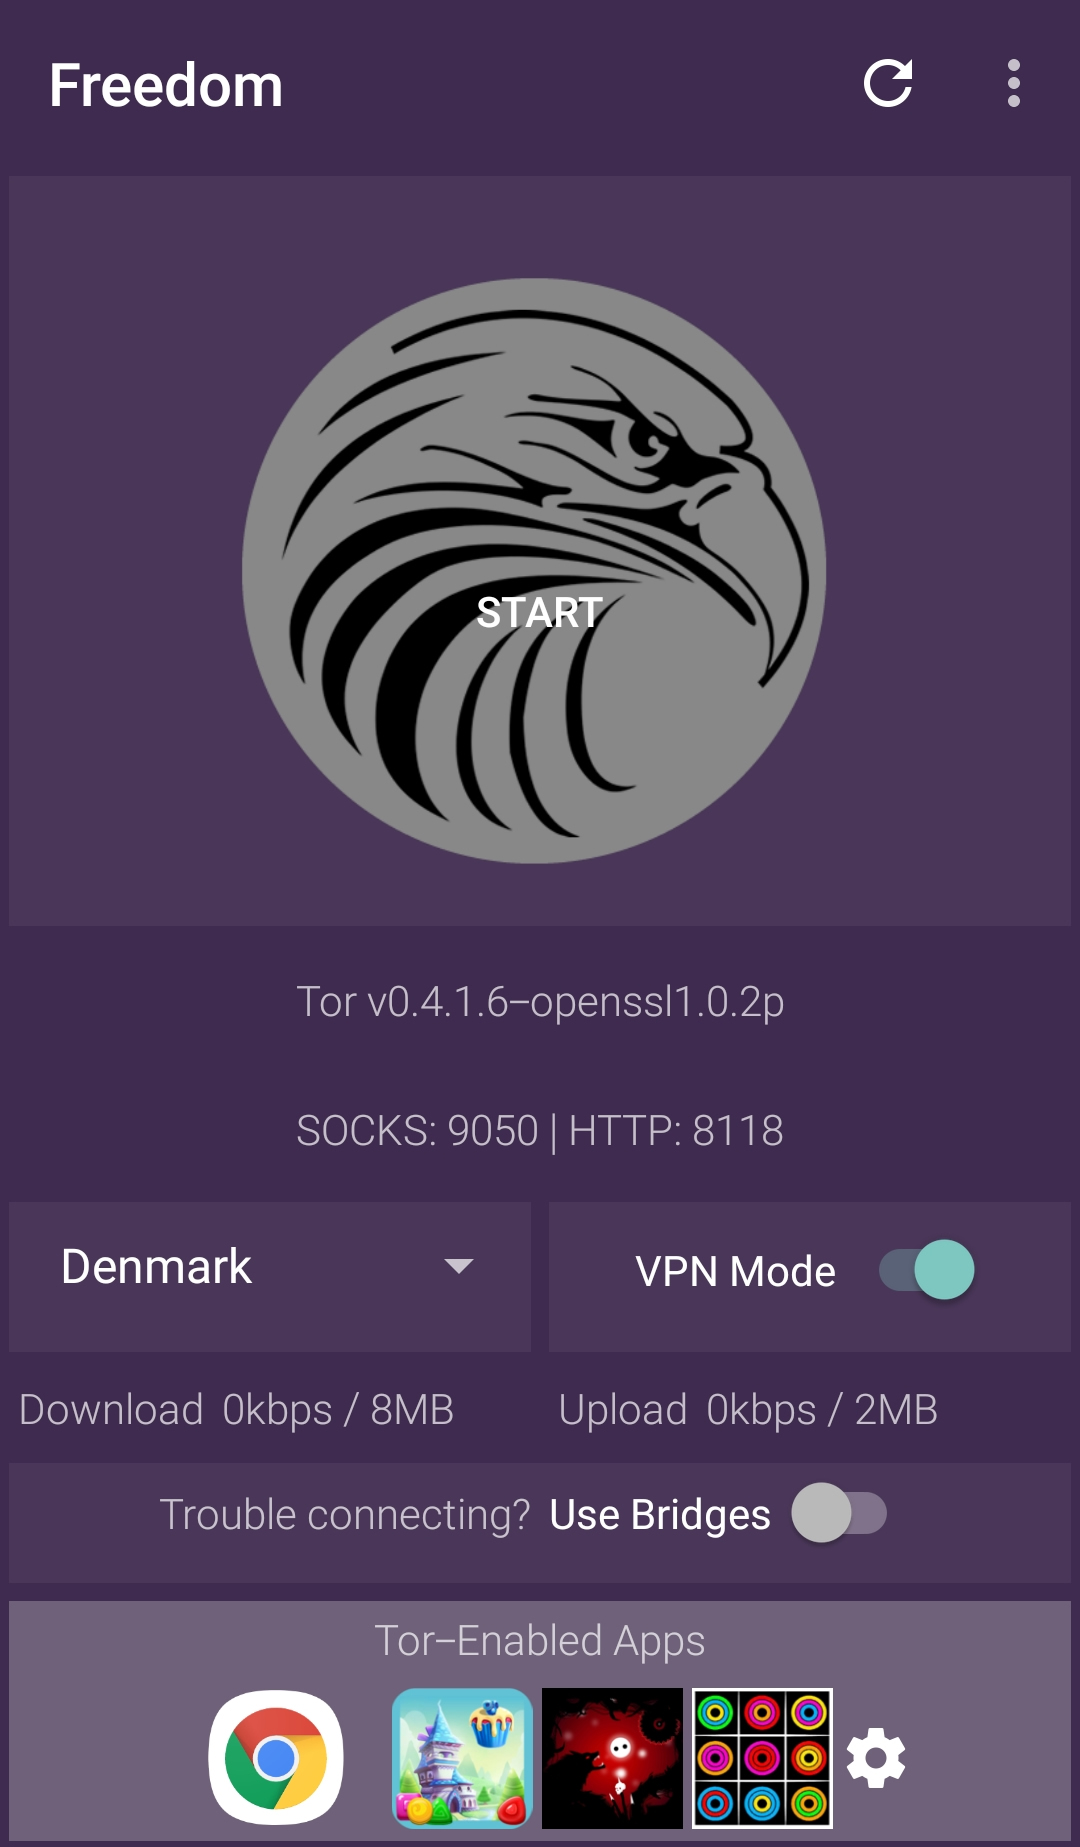 Freedom
START
Tor v0.4.1.6–openssl1.0.2p
SOCKS: 9050 | HTTP: 8118
Denmark
VPN Mode
Download 0kbps / 8MB
Upload 0kbps / 2MB
Trouble connecting? Use Bridges
Tor–Enabled Apps